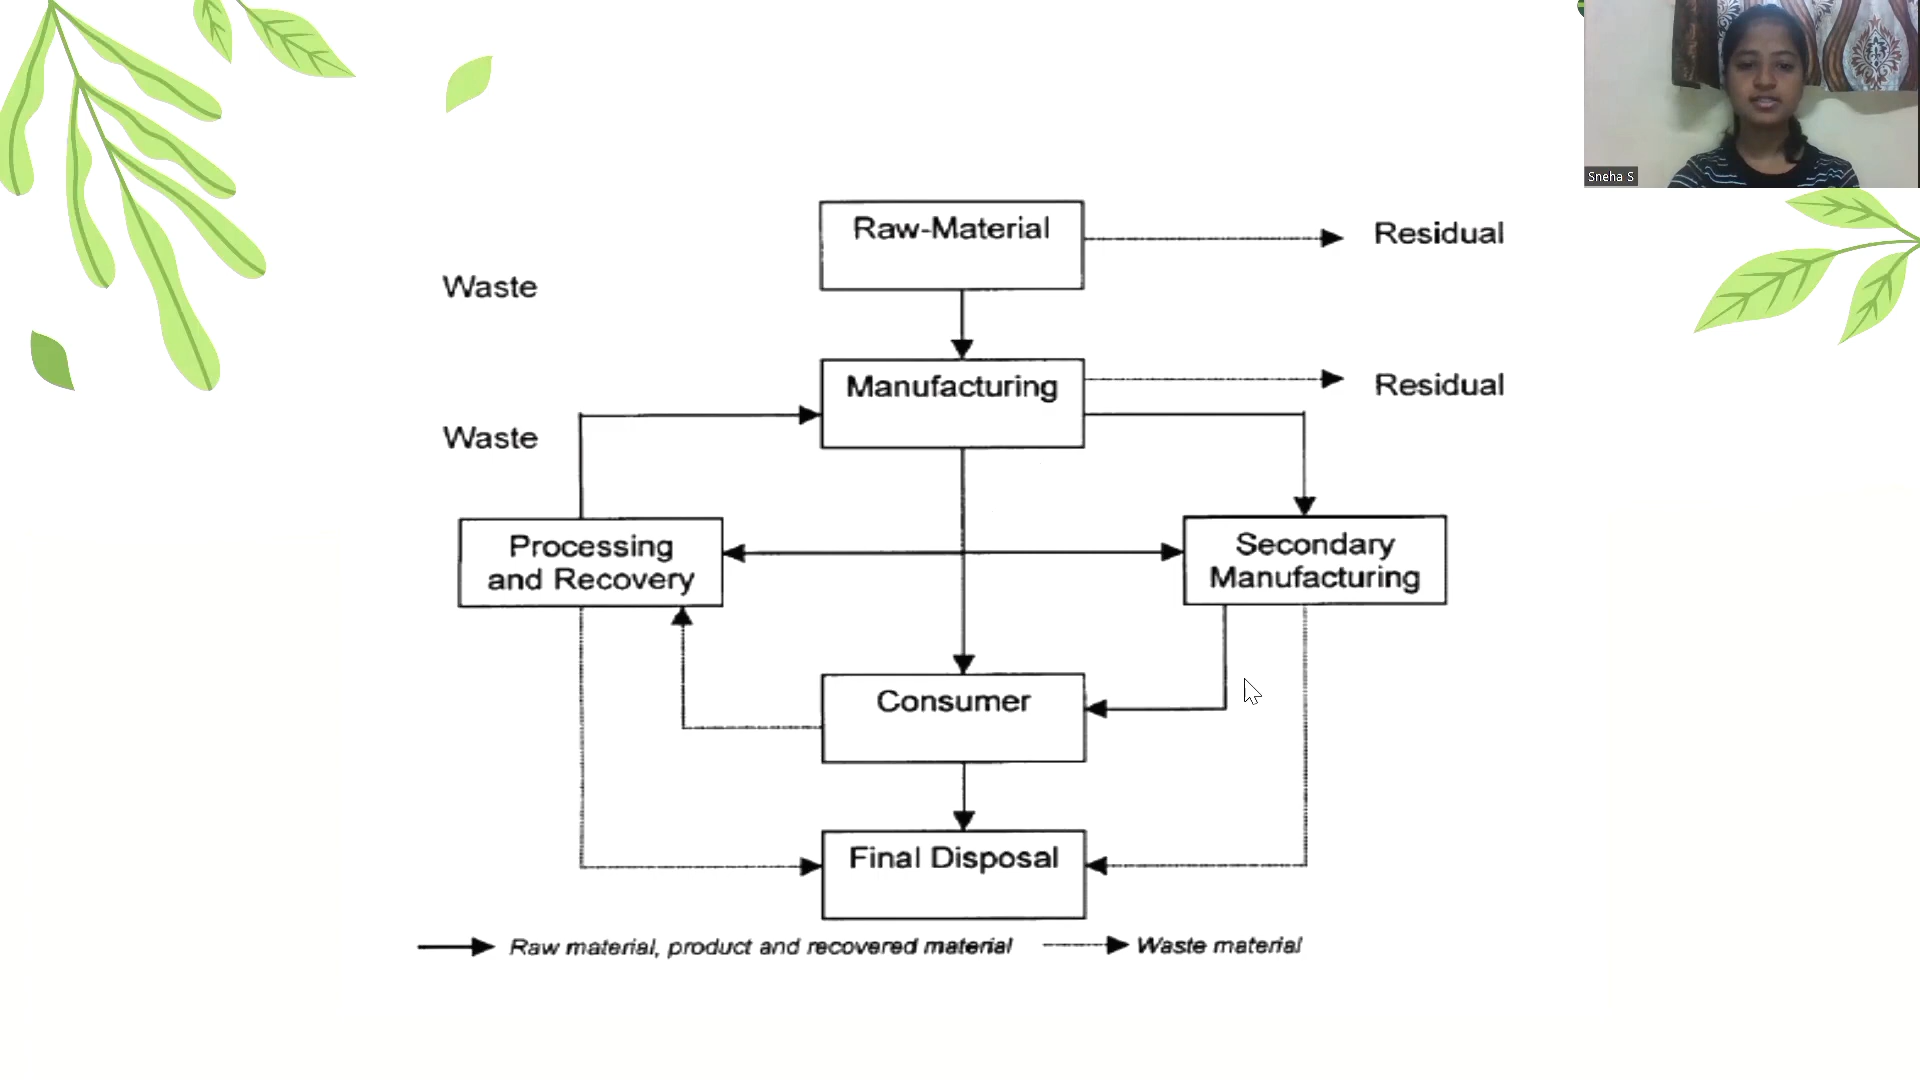 Sneha S
Raw-Material
Residual
Waste
Manufacturing
Residual
Waste
Processing
and Recovery
Secondary
Manufacturing
Consumer
Final Disposal
Raw material, product and recovered material
Waste material